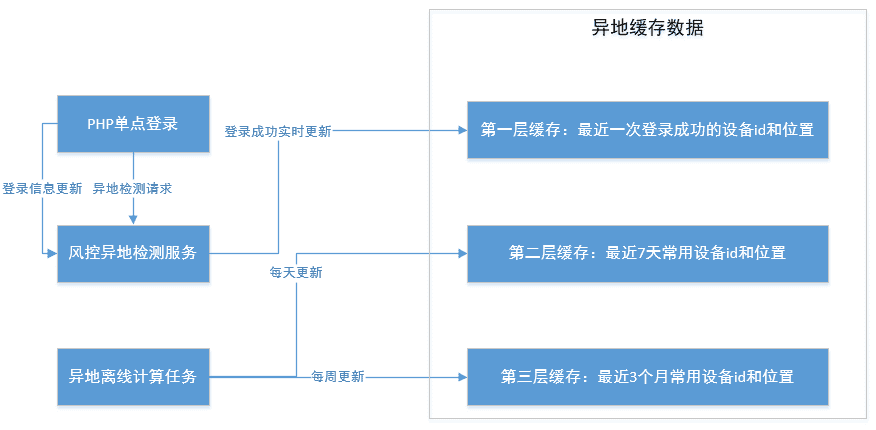 异地缓存数据
PHP单点登录
登录成功实时更新
第一层缓存：最近一次登录成功的设备id和位置
登录信息更新
异地检测请求
风控异地检测服务
第二层缓存：最近7天常用设备id和位置
每天更新
异地离线计算任务
每周更新
第三层缓存：最近3个月常用设备id和位置